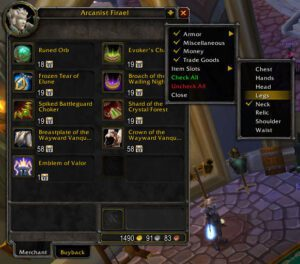 Arcanist Firael
Runed Orb
18
Evoker's Cha
Frozen Tear of
Elune
19
Broach of the
Wailing Night
19
Spiked Battleguard
Choker
19
Shard of the
Crystal Forest
19
Breastplate of the
Wayward Vanqu...
58
Crown of the
Wayward Vanqu...
58
Emblem of Valor
1
1490 91 83
Merchant
Buyback
Armor
Miscellaneous
Money
Trade Goods
Item Slots
Check All
Uncheck All
Close
Chest
Hands
Head
Legs
Neck
Relic
Shoulder
Waist